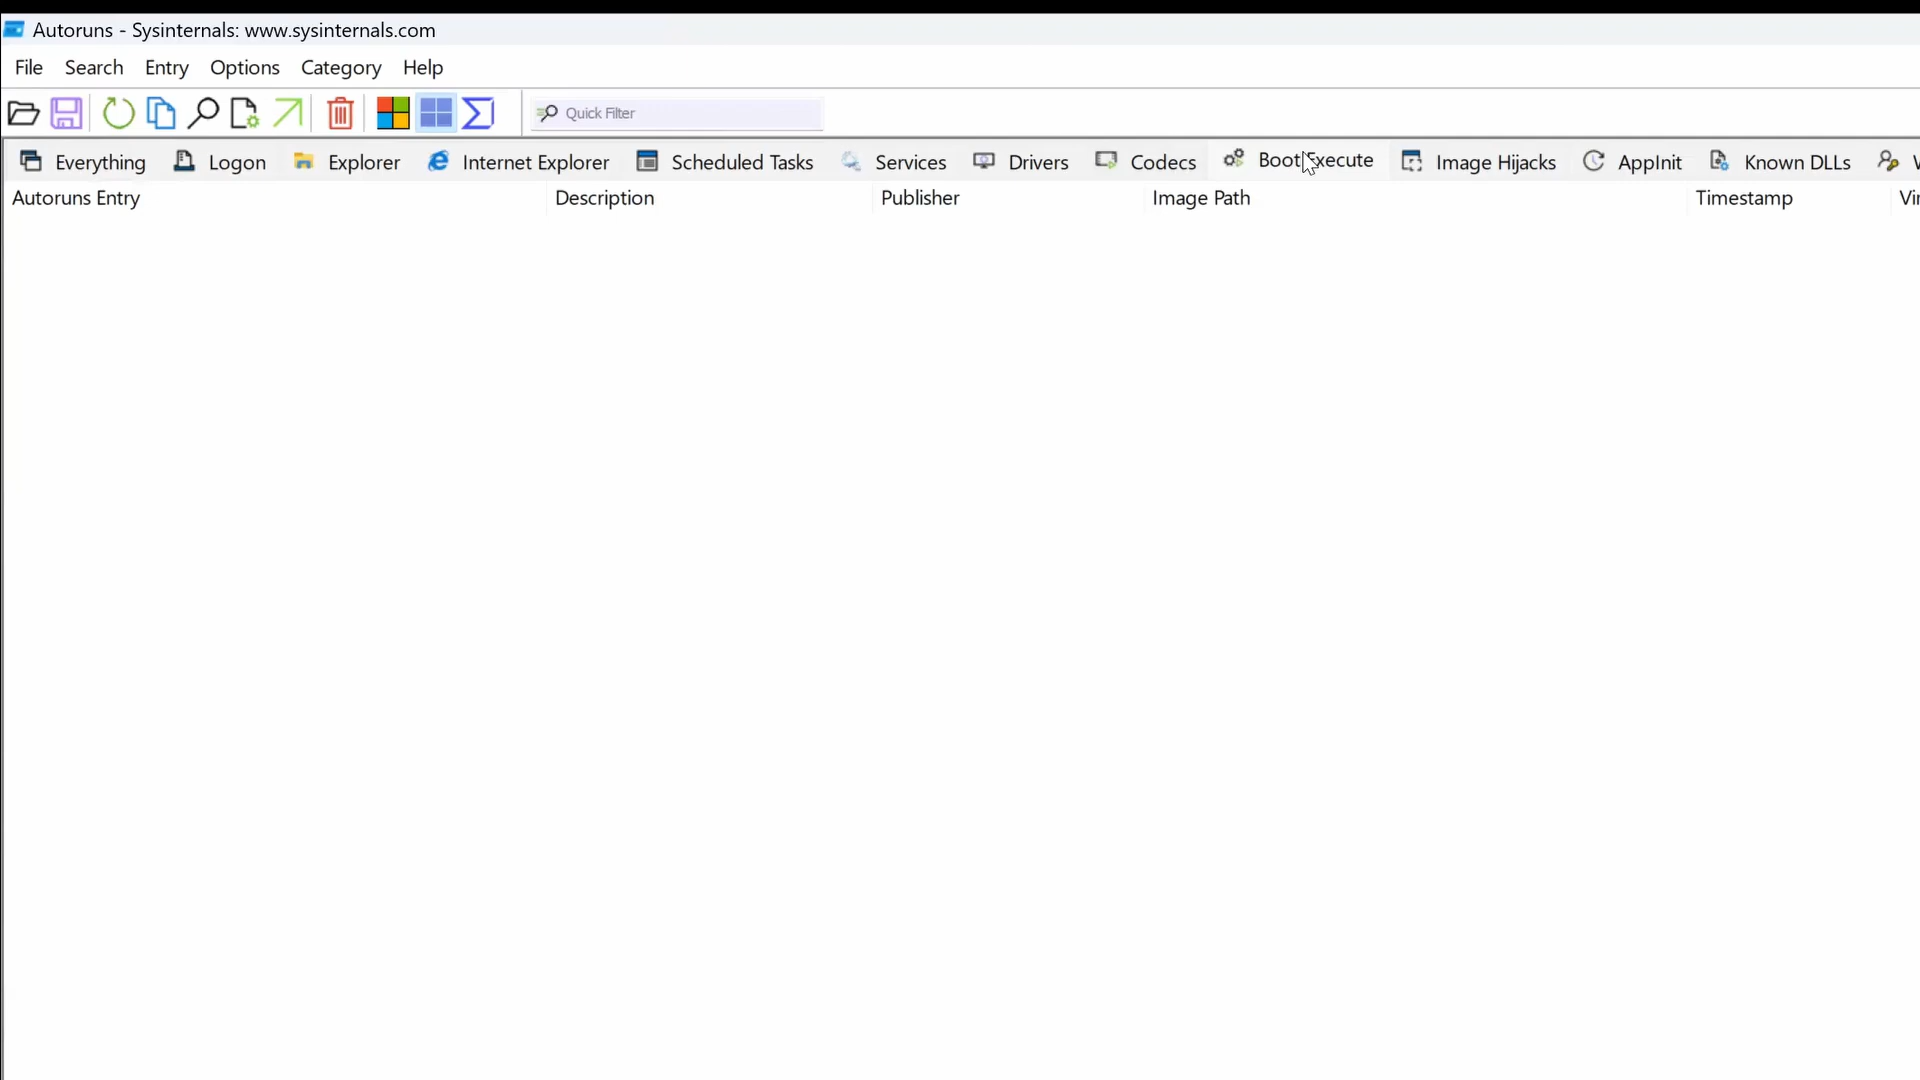 Autoruns - Sysinternals: www.sysinternals.com
File Search Entry Options Category Help
Quick Filter
Everything Logon Explorer Internet Explorer Scheduled Tasks Services Drivers Codecs Boot Execute Image Hijacks AppInit Known DLLs
Autoruns Entry Description Publisher Image Path Timestamp